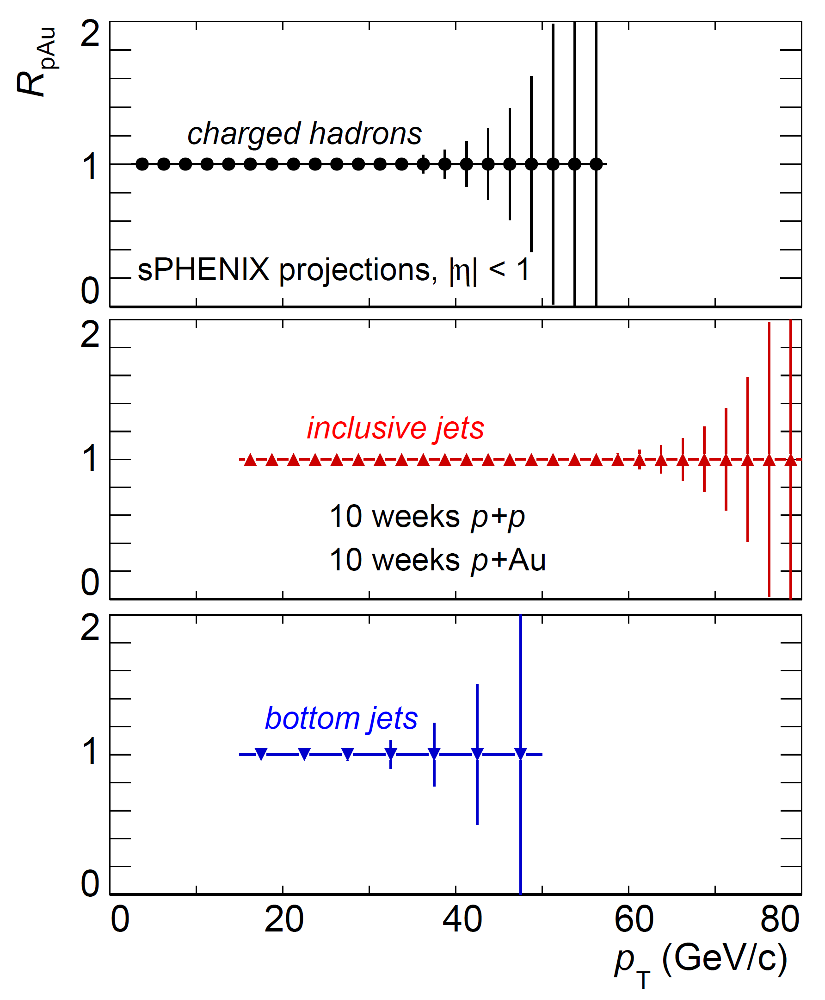 R_pAu
2
charged hadrons
1
sPHENIX projections, |η| < 1
0
2
inclusive jets
1
10 weeks p+p
10 weeks p+Au
0
2
bottom jets
1
0
0 20 40 60 80
p_T (GeV/c)